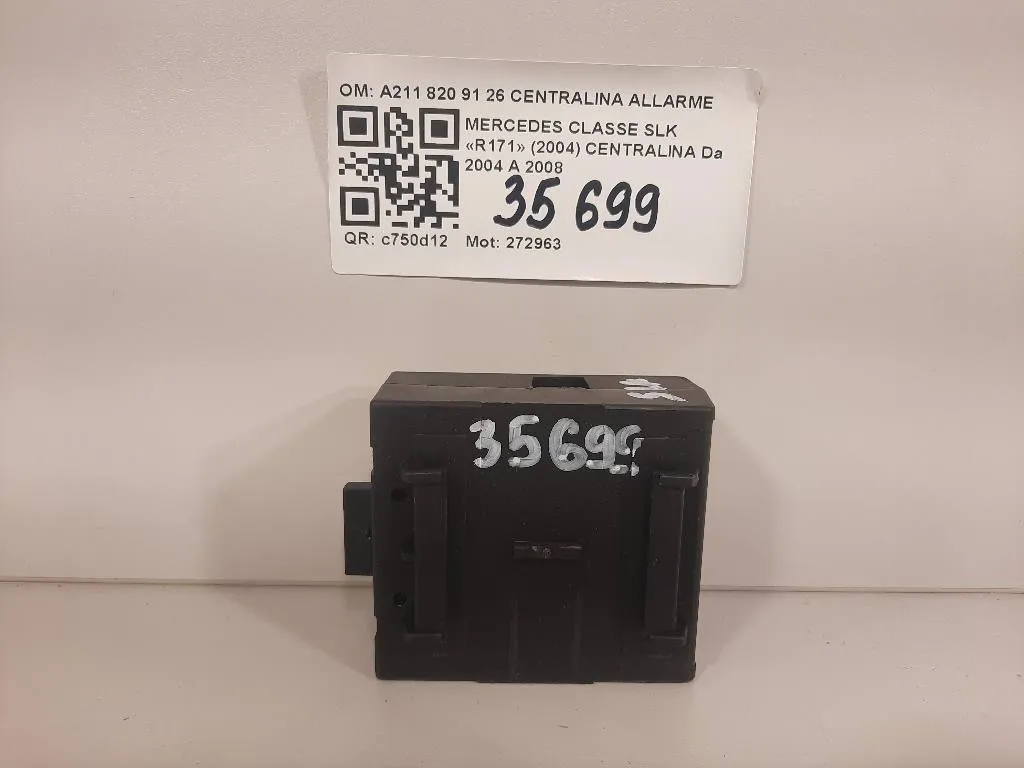 OM: A211 820 91 26 CENTRALINA ALLARME
MERCEDES CLASSE SLK
«R171» (2004) CENTRALINA Da
2004 A 2008
35 699
QR: c750d12 Mot: 272963
35699